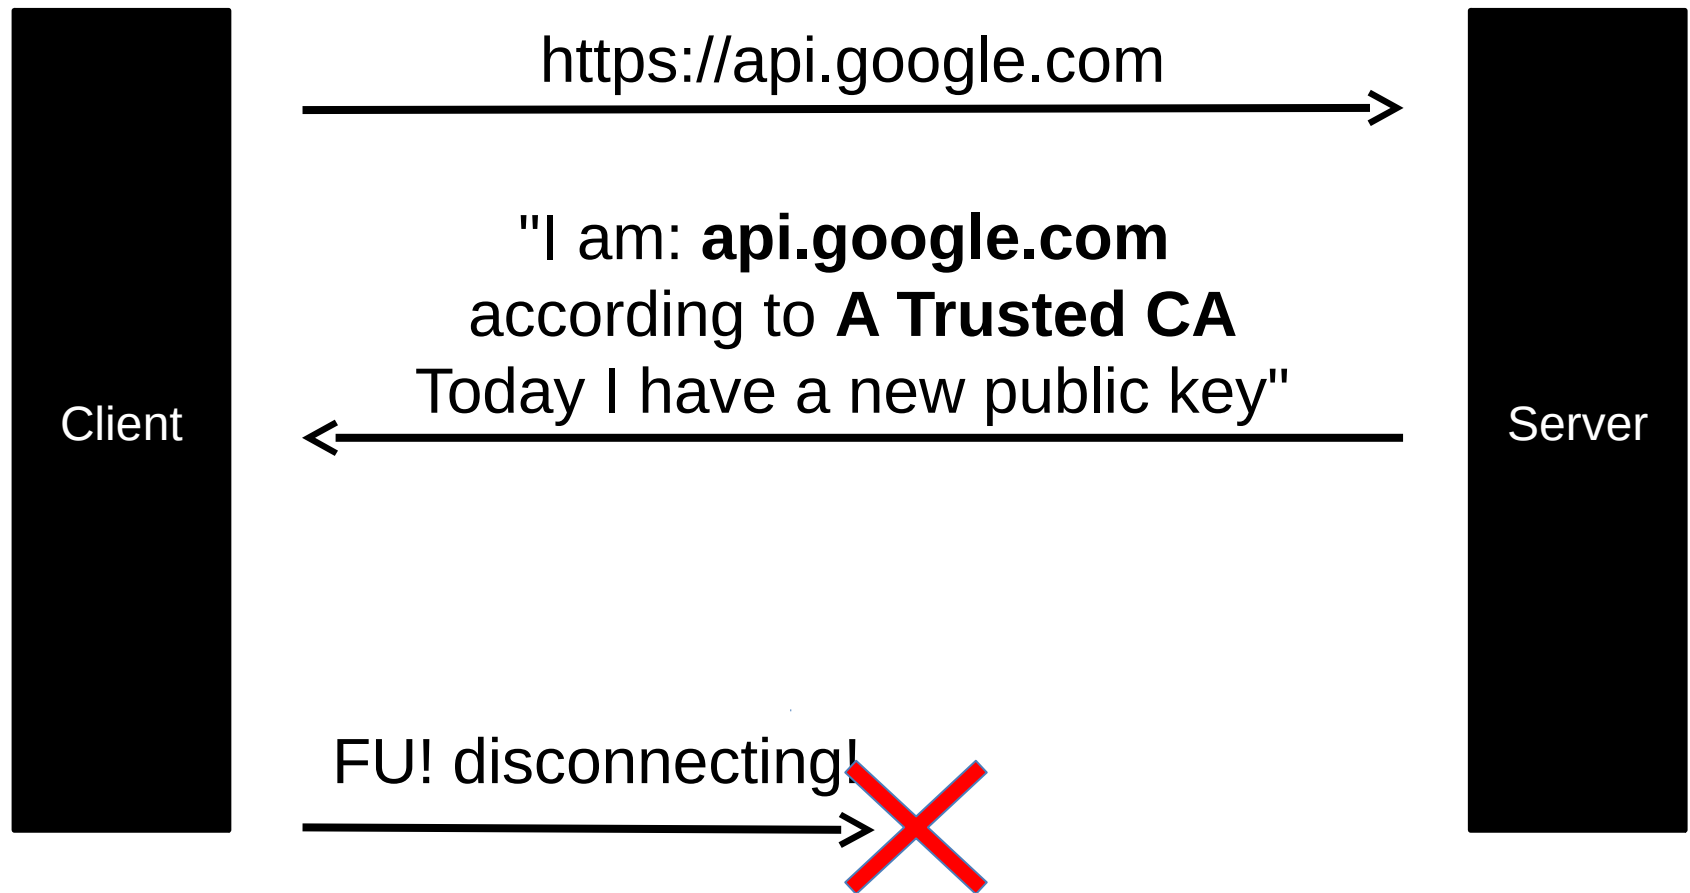 https://api.google.com
"I am: api.google.com
according to A Trusted CA
Today I have a new public key"
Client
Server
FU! disconnecting!